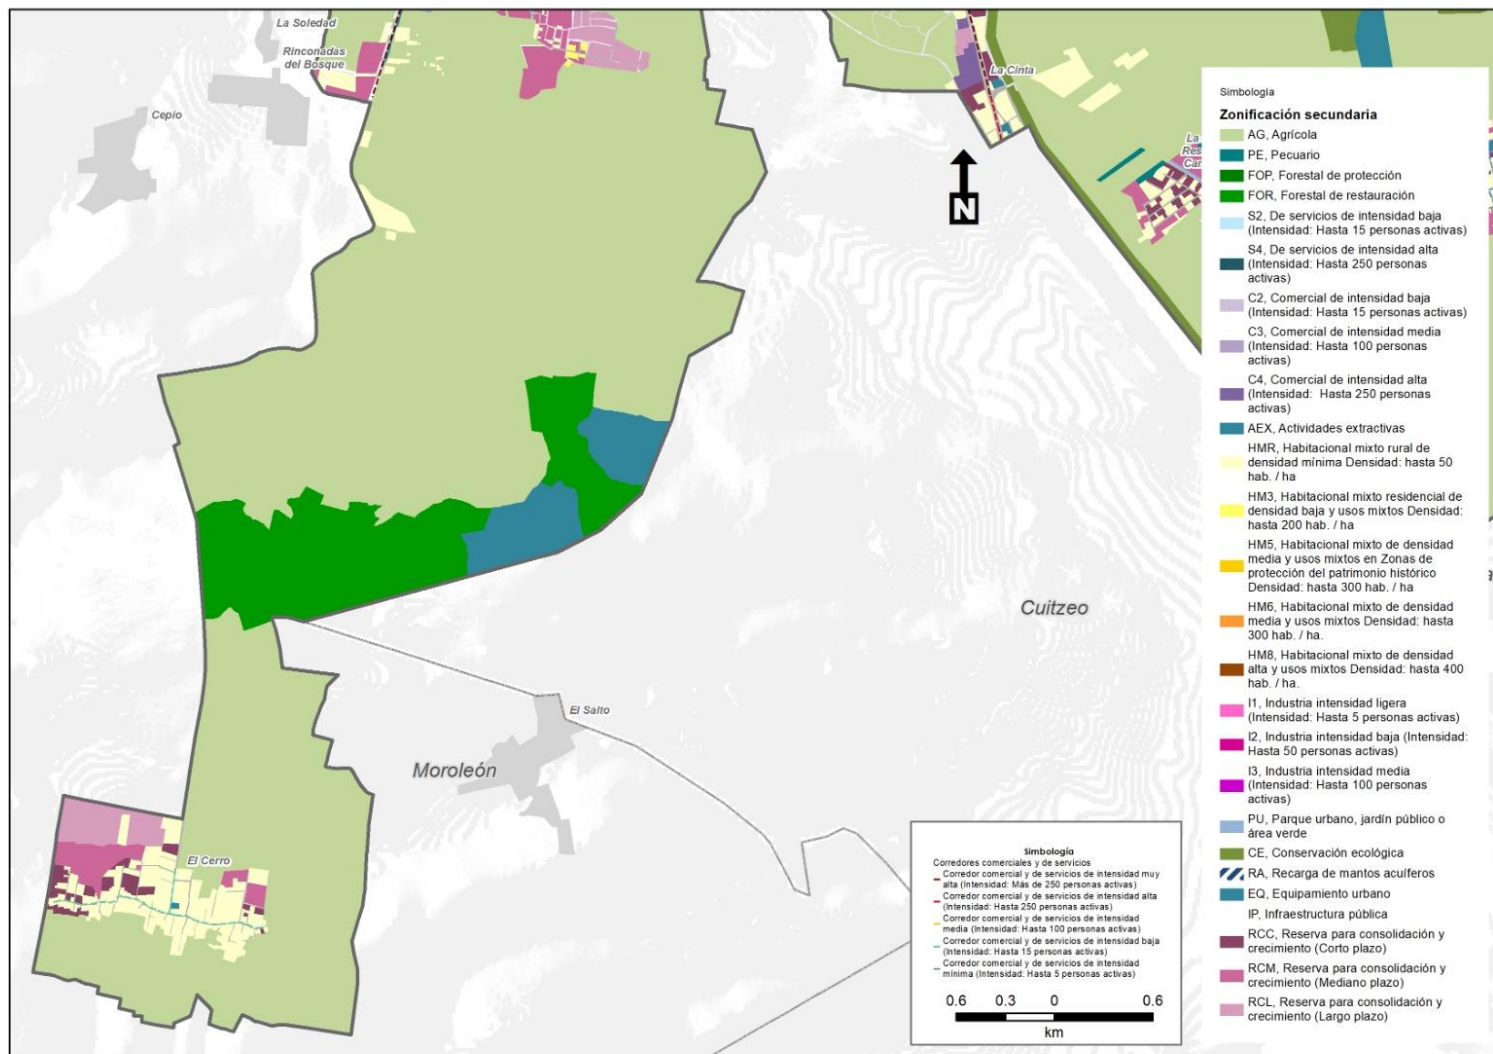 La Soledad
Rinconadas
del Bosque
Cepio
La Cinta
La
Res
Car
N
El Salto
Moroleón
Cuitzeo
El Cerro
Simbología
Zonificación secundaria
AG, Agrícola
PE, Pecuario
FOP, Forestal de protección
FOR, Forestal de restauración
S2, De servicios de intensidad baja
(Intensidad: Hasta 15 personas activas)
S4, De servicios de intensidad alta
(Intensidad: Hasta 250 personas
activas)
C2, Comercial de intensidad baja
(Intensidad: Hasta 15 personas activas)
C3, Comercial de intensidad media
(Intensidad: Hasta 100 personas
activas)
C4, Comercial de intensidad alta
(Intensidad: Hasta 250 personas
activas)
AEX, Actividades extractivas
HMR, Habitacional mixto rural de
densidad mínima Densidad: hasta 50
hab. / ha
HM3, Habitacional mixto residencial de
densidad baja y usos mixtos Densidad:
hasta 200 hab. / ha
HM5, Habitacional mixto de densidad
media y usos mixtos en Zonas de
protección del patrimonio histórico
Densidad: hasta 300 hab. / ha
HM6, Habitacional mixto de densidad
media y usos mixtos Densidad: hasta
300 hab. / ha.
HM8, Habitacional mixto de densidad
alta y usos mixtos Densidad: hasta 400
hab. / ha.
I1, Industria intensidad ligera
(Intensidad: Hasta 5 personas activas)
I2, Industria intensidad baja (Intensidad:
Hasta 50 personas activas)
I3, Industria intensidad media
(Intensidad: Hasta 100 personas
activas)
PU, Parque urbano, jardín público o
área verde
CE, Conservación ecológica
RA, Recarga de mantos acuíferos
EQ, Equipamiento urbano
IP, Infraestructura pública
RCC, Reserva para consolidación y
crecimiento (Corto plazo)
RCM, Reserva para consolidación y
crecimiento (Mediano plazo)
RCL, Reserva para consolidación y
crecimiento (Largo plazo)
Simbología
Corredores comerciales y de servicios
Corredor comercial y de servicios de intensidad muy
alta (Intensidad: Más de 250 personas activas)
Corredor comercial y de servicios de intensidad alta
(Intensidad: Hasta 250 personas activas)
Corredor comercial y de servicios de intensidad
media (Intensidad: Hasta 100 personas activas)
Corredor comercial y de servicios de intensidad baja
(Intensidad: Hasta 15 personas activas)
Corredor comercial y de servicios de intensidad
mínima (Intensidad: Hasta 5 personas activas)
0.6 0.3 0 0.6
km